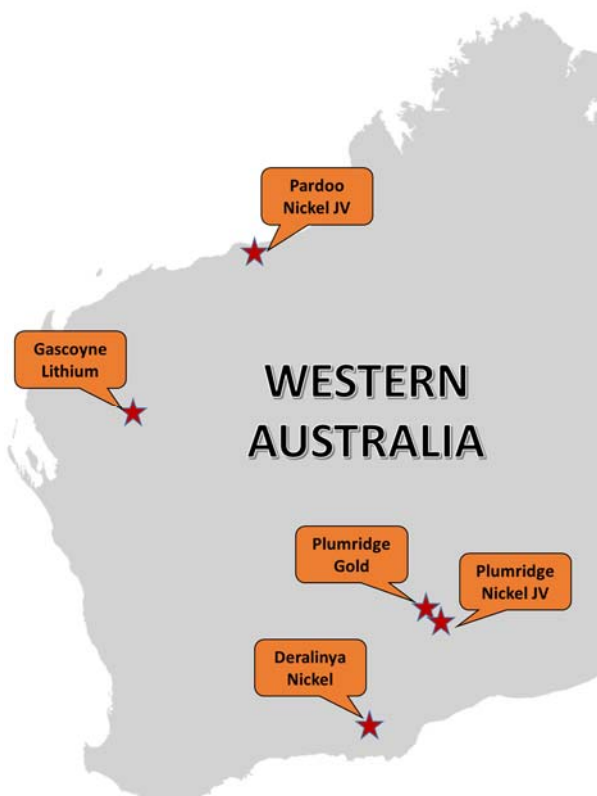 Pardoo
Nickel JV
Gascoyne
Lithium
WESTERN
AUSTRALIA
Plumridge
Gold
Plumridge
Nickel JV
Deralinya
Nickel